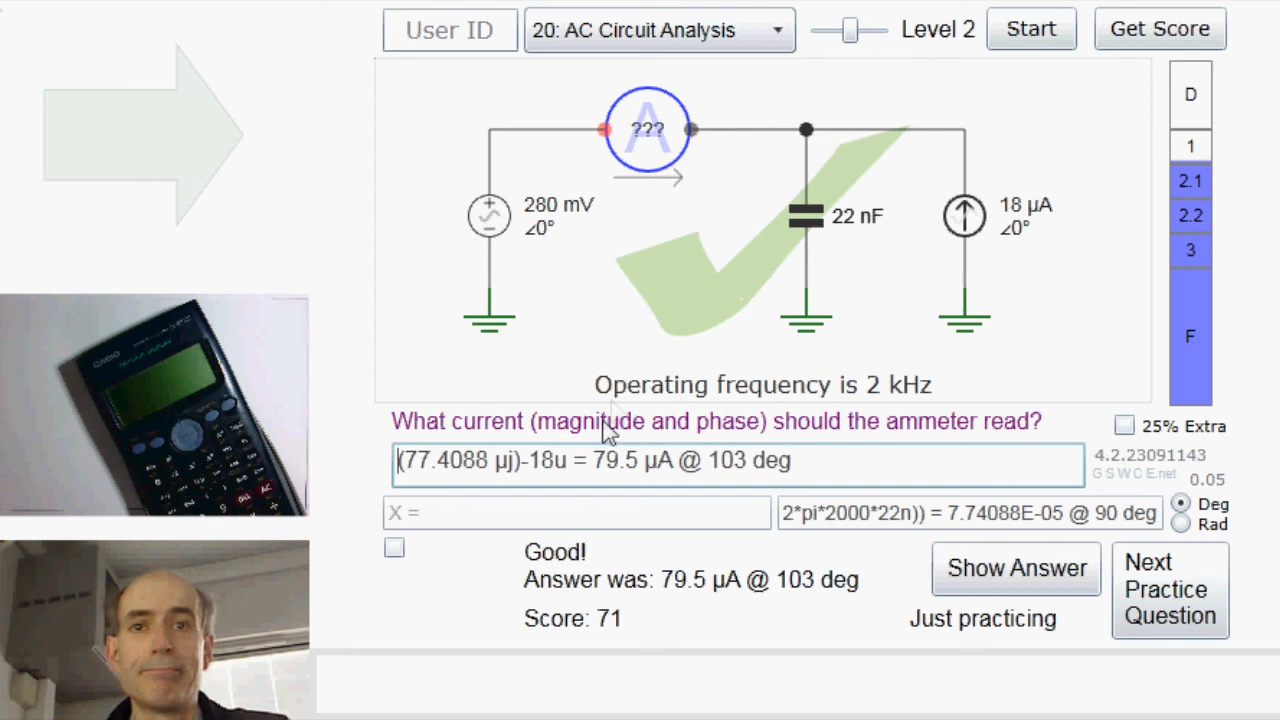 User ID
20: AC Circuit Analysis
Level 2
Start
Get Score
D
1
2.1
2.2
3
F
A
???
280 mV
∠0°
22 nF
18 µA
∠0°
Operating frequency is 2 kHz
What current (magnitude and phase) should the ammeter read?
25% Extra
(77.4088 µj)-18u = 79.5 µA @ 103 deg
4.2.23091143
G S W C E.net
0.05
X =
2*pi*2000*22n)) = 7.74088E-05 @ 90 deg
Deg
Rad
Good!
Answer was: 79.5 µA @ 103 deg
Score: 71
Show Answer
Just practicing
Next
Practice
Question
CASIO
AC